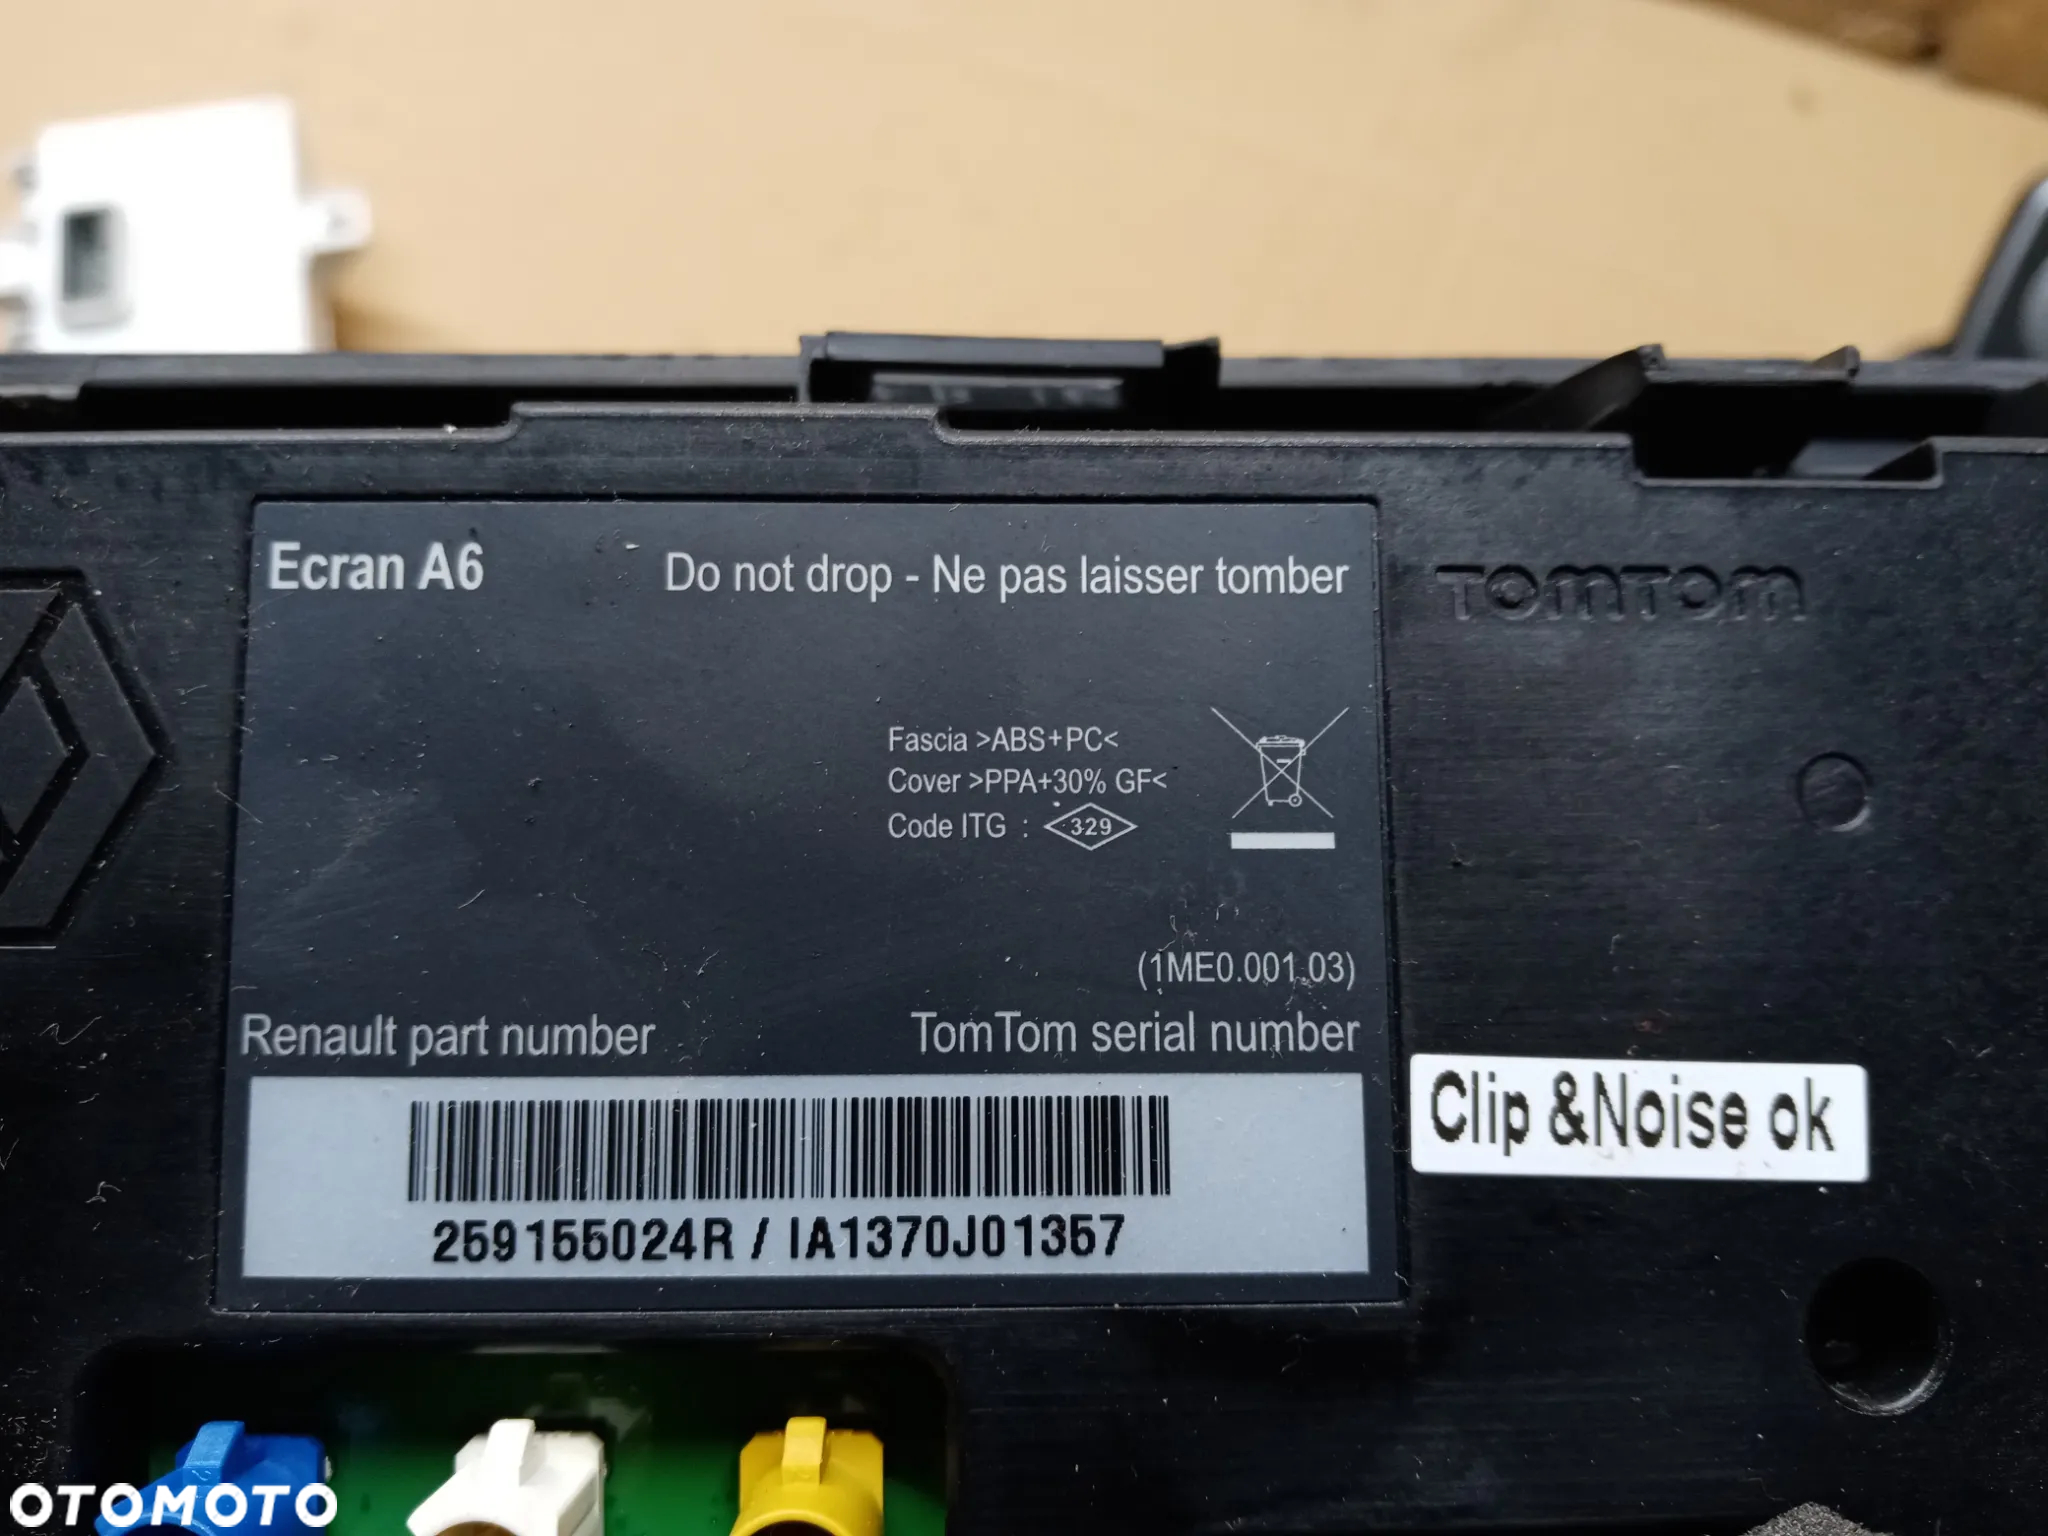 Ecran A6
Do not drop - Ne pas laisser tomber
TOMTOM
Fascia >ABS+PC<
Cover >PPA+30% GF<
Code ITG : 329
(1ME0.001.03)
Renault part number
TomTom serial number
Clip &Noise ok
259155024R / IA1370J01357
OTOMOTO